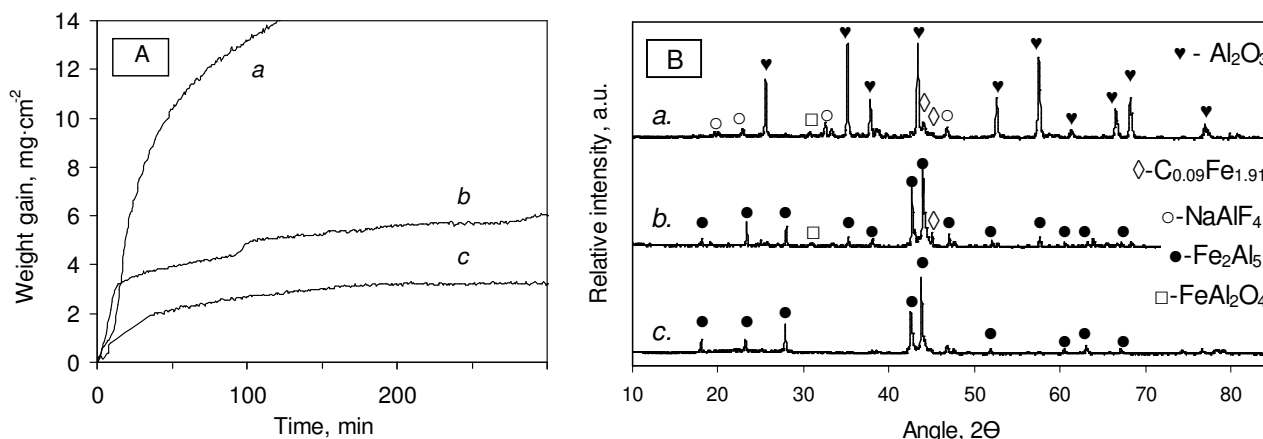 A
14
12
10
8
6
4
2
0
Weight gain, mg·cm⁻²
a
b
c
0
100
200
Time, min
B
Relative intensity, a.u.
a.
b.
c.
♥ - Al₂O₃
◊-C₀.₀₉Fe₁.₉₁
○-NaAlF₄
●-Fe₂Al₅
□-FeAl₂O₄
10 20 30 40 50 60 70 80
Angle, 2Θ